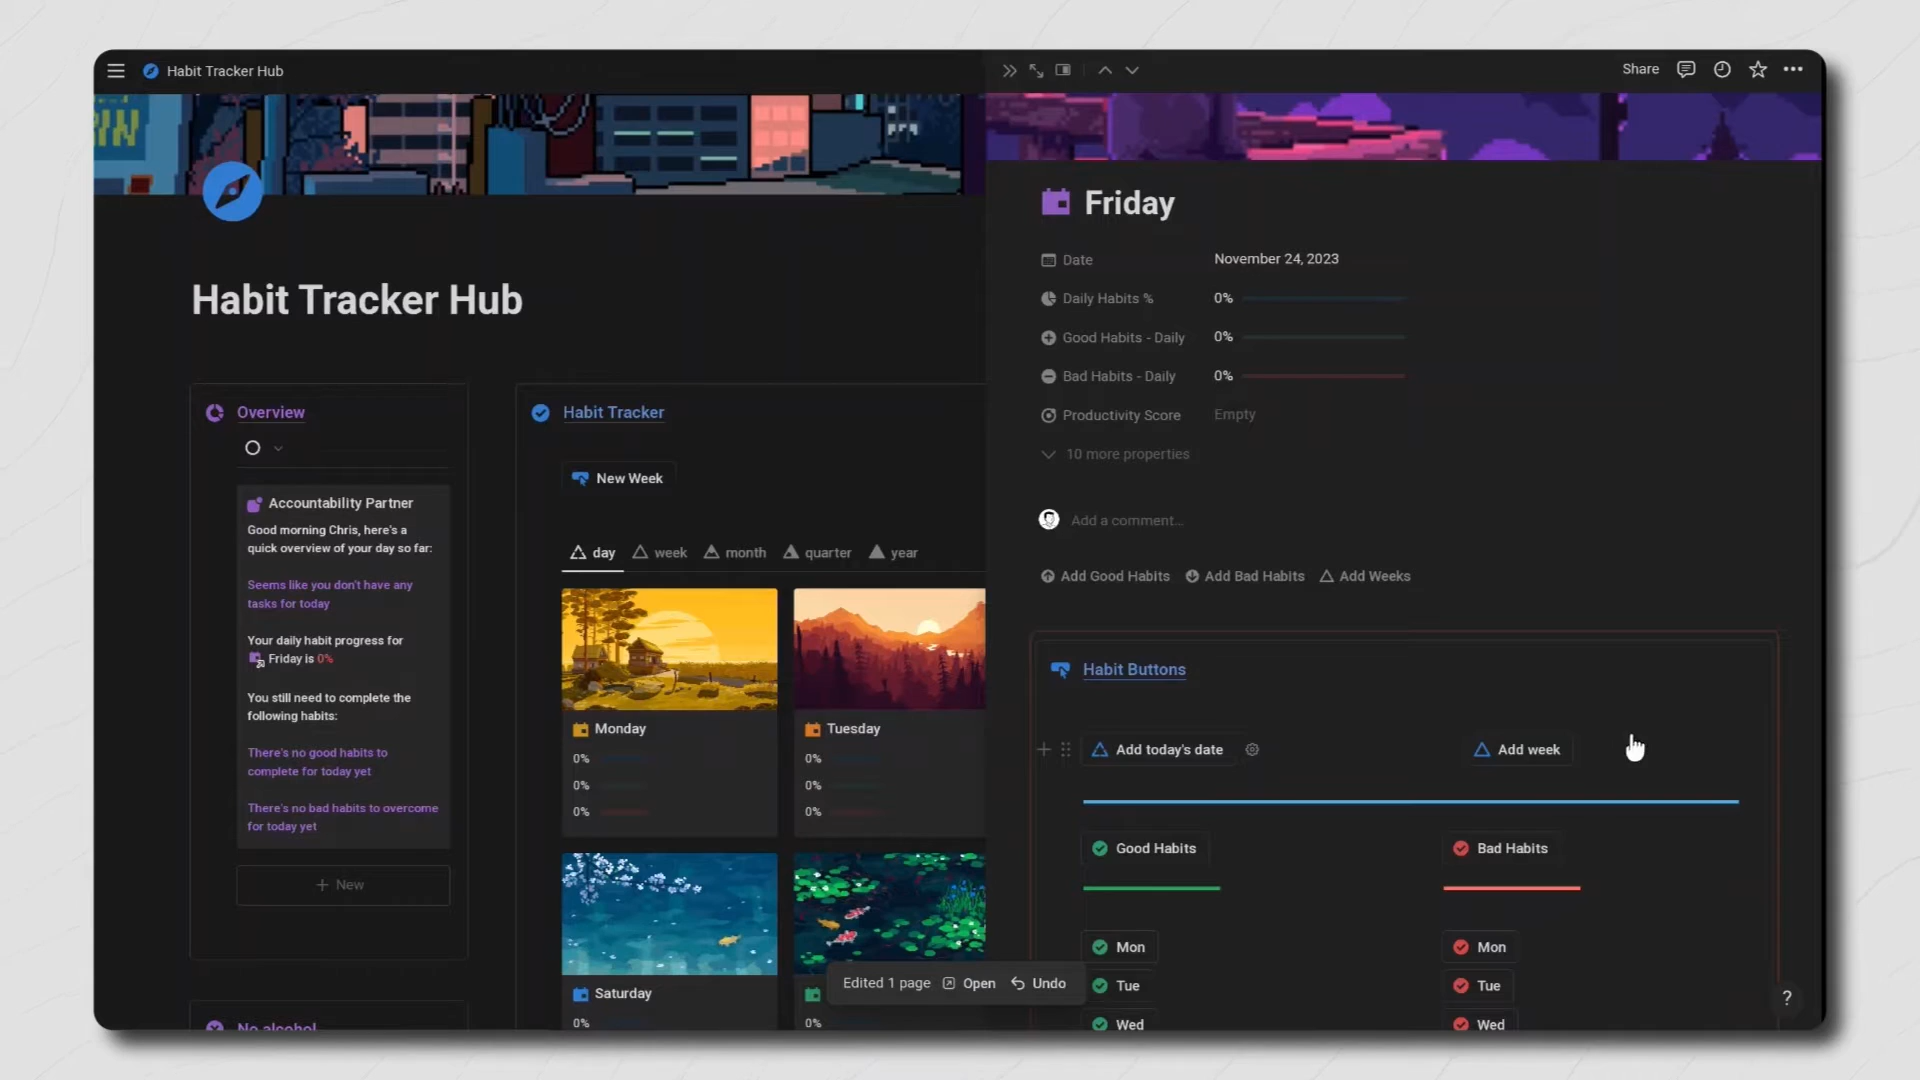 Habit Tracker Hub
Habit Tracker Hub
Overview
Accountability Partner
Good morning Chris, here's a
quick overview of your day so far:
Seems like you don't have any
tasks for today
Your daily habit progress for
Friday is 0%
You still need to complete the
following habits:
There's no good habits to
complete for today yet
There's no bad habits to overcome
for today yet
+ New
No alcohol
Habit Tracker
New Week
day week month quarter year
Monday
0%
0%
0%
Tuesday
0%
0%
0%
Saturday
0%
0%
Edited 1 page Open Undo
Share
Friday
Date November 24, 2023
Daily Habits % 0%
Good Habits - Daily 0%
Bad Habits - Daily 0%
Productivity Score Empty
10 more properties
Add a comment...
Add Good Habits Add Bad Habits Add Weeks
Habit Buttons
Add today's date Add week
Good Habits Bad Habits
Mon Mon
Tue Tue
Wed Wed
?